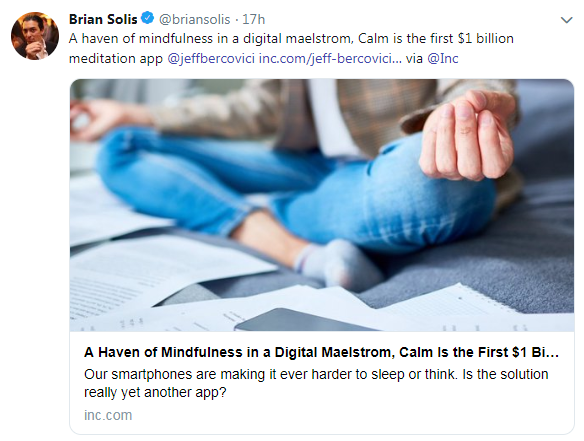 Brian Solis @briansolis · 17h
A haven of mindfulness in a digital maelstrom, Calm is the first $1 billion
meditation app @jeffbercovici inc.com/jeff-bercovici... via @Inc
A Haven of Mindfulness in a Digital Maelstrom, Calm Is the First $1 Bi...
Our smartphones are making it ever harder to sleep or think. Is the solution
really yet another app?
inc.com